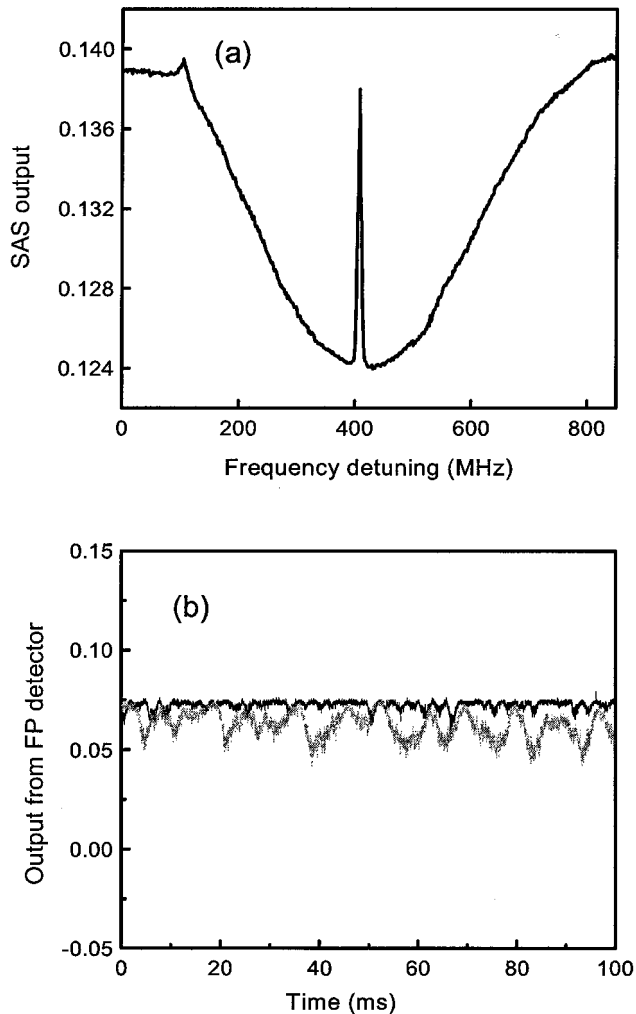 (a)
0.140
0.136
0.132
0.128
0.124
SAS output
0 200 400 600 800
Frequency detuning (MHz)
(b)
0.15
0.10
0.05
0.00
-0.05
Output from FP detector
0 20 40 60 80 100
Time (ms)